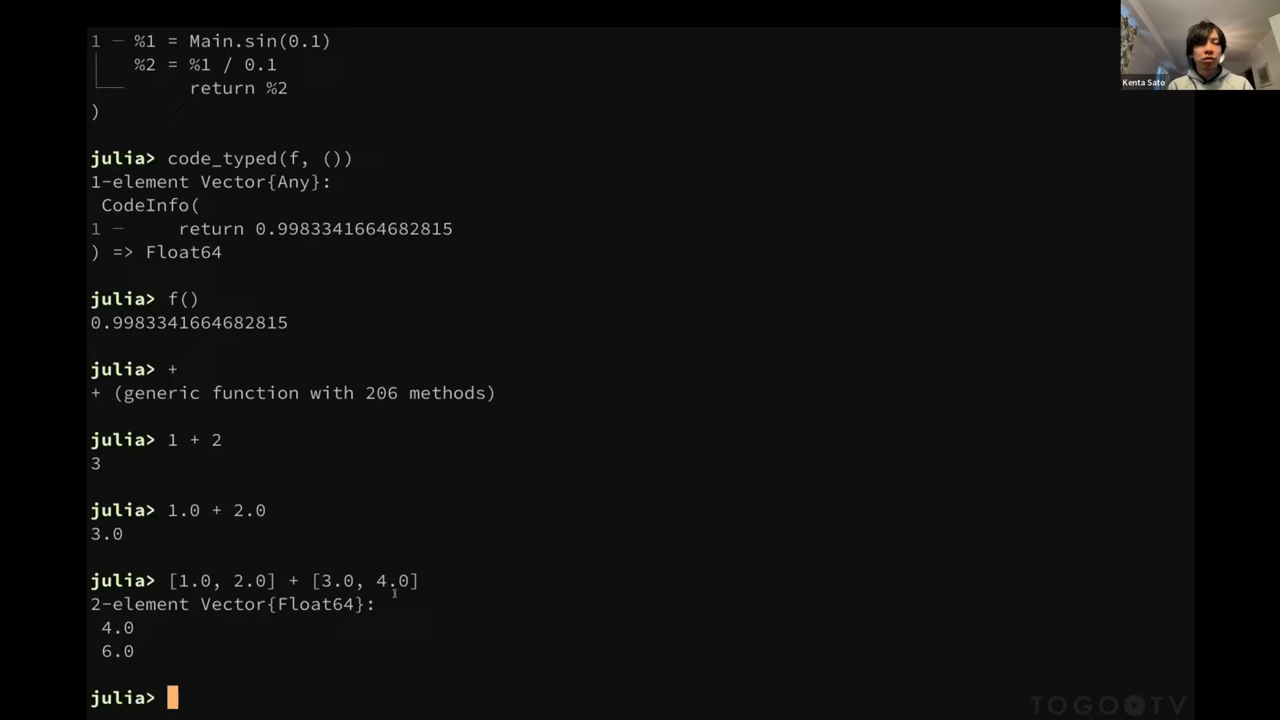 1 ─ %1 = Main.sin(0.1)
│   %2 = %1 / 0.1
└──      return %2
)
julia> code_typed(f, ())
1-element Vector{Any}:
 CodeInfo(
1 ─     return 0.9983341664682815
) => Float64
julia> f()
0.9983341664682815
julia> +
+ (generic function with 206 methods)
julia> 1 + 2
3
julia> 1.0 + 2.0
3.0
julia> [1.0, 2.0] + [3.0, 4.0]
2-element Vector{Float64}:
 4.0
 6.0
julia>
Kenta Sato
TOGOTV